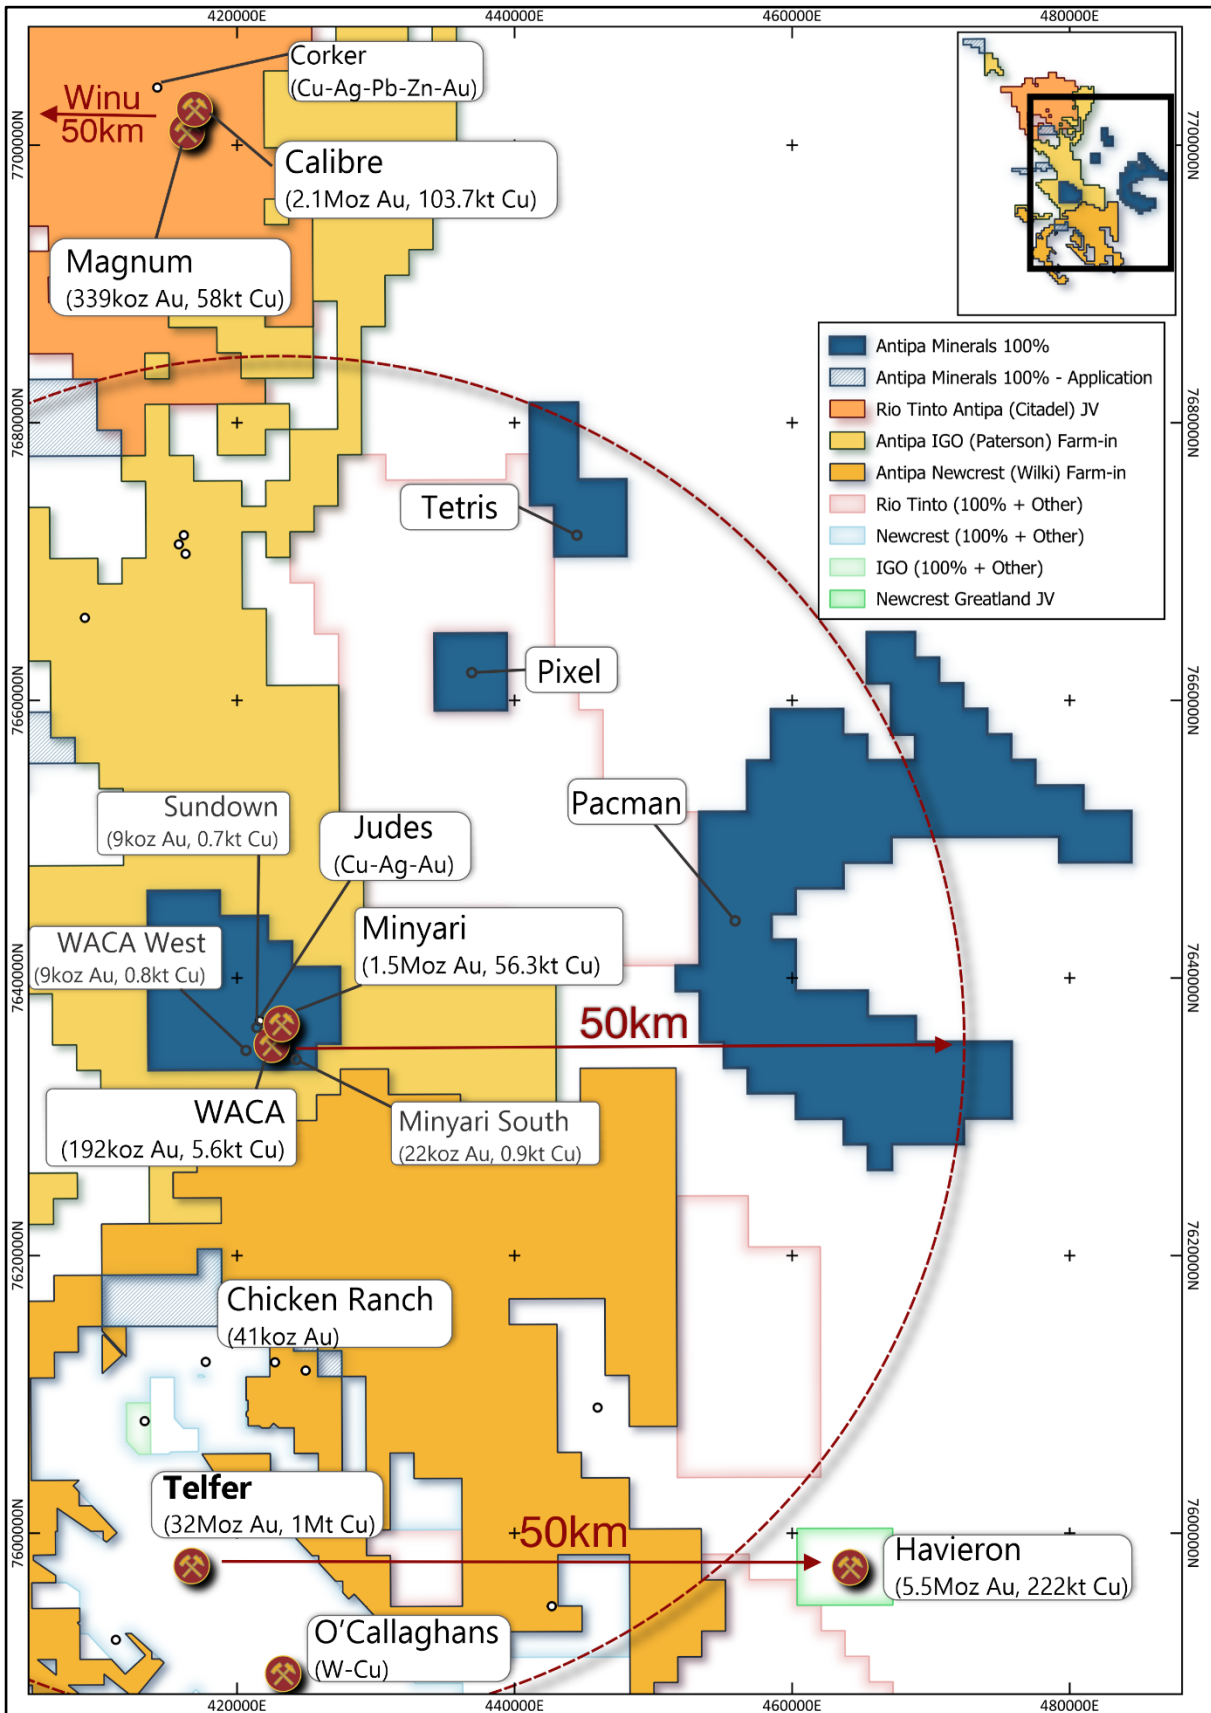 420000E
440000E
460000E
480000E
Corker
(Cu-Ag-Pb-Zn-Au)
Winu
50km
7700000N
7700000N
Calibre
(2.1Moz Au, 103.7kt Cu)
Magnum
(339koz Au, 58kt Cu)
Antipa Minerals 100%
Antipa Minerals 100% - Application
Rio Tinto Antipa (Citadel) JV
Antipa IGO (Paterson) Farm-in
Antipa Newcrest (Wilki) Farm-in
Rio Tinto (100% + Other)
Newcrest (100% + Other)
IGO (100% + Other)
Newcrest Greatland JV
7680000N
7680000N
Tetris
Pixel
7660000N
7660000N
Pacman
Sundown
(9koz Au, 0.7kt Cu)
Judes
(Cu-Ag-Au)
Minyari
(1.5Moz Au, 56.3kt Cu)
WACA West
(9koz Au, 0.8kt Cu)
7640000N
7640000N
50km
WACA
(192koz Au, 5.6kt Cu)
Minyari South
(22koz Au, 0.9kt Cu)
7620000N
7620000N
Chicken Ranch
(41koz Au)
Telfer
(32Moz Au, 1Mt Cu)
50km
7600000N
7600000N
Havieron
(5.5Moz Au, 222kt Cu)
O'Callaghans
(W-Cu)
420000E
440000E
460000E
480000E